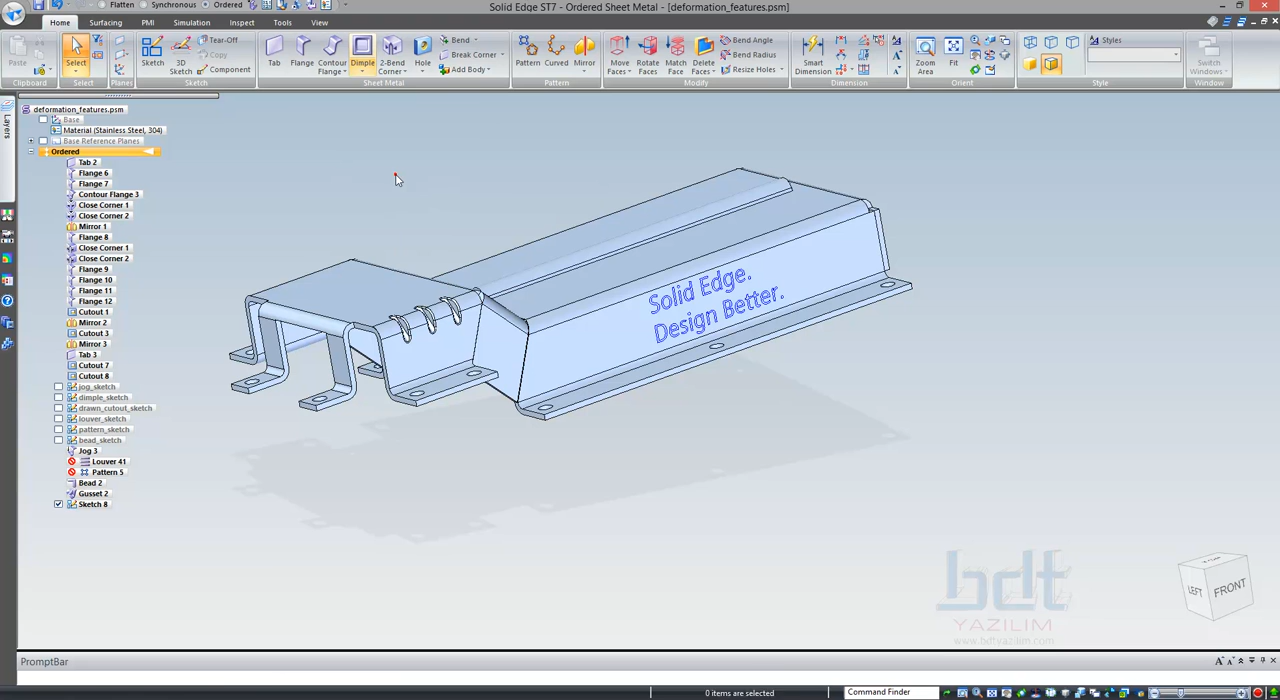 Flatten Synchronous Ordered
Solid Edge ST7 - Ordered Sheet Metal - [deformation_features.psm]
Home Surfacing PMI Simulation Inspect Tools View
Paste
Select
Sketch
3D Sketch
Tear-Off
Copy
Component
Tab
Flange
Contour Flange
Dimple
2-Bend Corner
Hole
Bend
Break Corner
Add Body
Pattern
Curved
Mirror
Move Faces
Rotate Faces
Match Face
Delete Faces
Bend Angle
Resize Holes
Smart Dimension
Zoom Area
Fit
Styles
Switch Windows
Clipboard Select Planes Sketch Sheet Metal Pattern Modify Dimension Orient Style Window
Layers
deformation_features.psm
Base
Material (Stainless Steel, 304)
Base Reference Planes
Ordered
Tab 2
Flange 6
Flange 7
Contour Flange 3
Close Corner 1
Close Corner 2
Mirror 1
Flange 8
Close Corner 1
Close Corner 2
Flange 9
Flange 10
Flange 11
Flange 12
Cutout 1
Mirror 2
Cutout 3
Mirror 3
Tab 3
Cutout 7
Cutout 8
jog_sketch
dimple_sketch
drawn_cutout_sketch
louver_sketch
pattern_sketch
bead_sketch
Jog 3
Louver 41
Pattern 5
Bead 2
Gusset 2
Sketch 8
Solid Edge.
Design Better.
LEFT FRONT
bdt
YAZILIM
www.bdtyazilim.com
PromptBar
0 items are selected
Command Finder